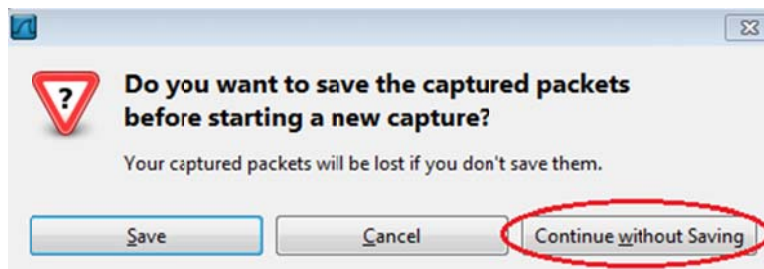 Do you want to save the captured packets
before starting a new capture?
Your captured packets will be lost if you don't save them.
Save
Cancel
Continue without Saving